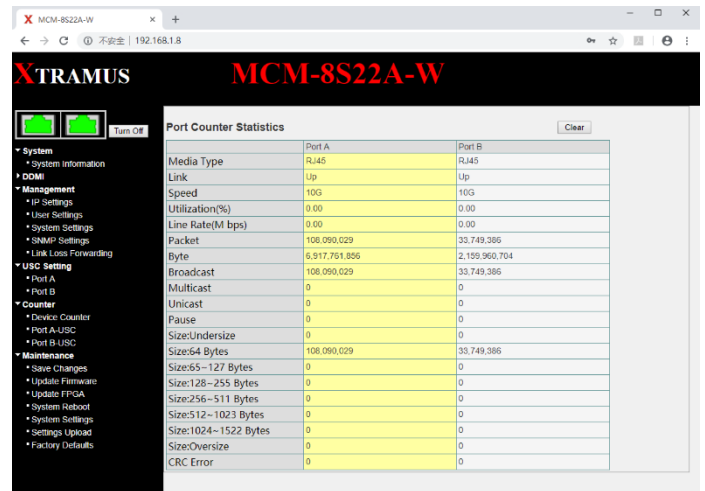 X MCM-8S22A-W × +
不安全 | 192.168.1.8
XTRAMUS MCM-8S22A-W
Turn Off
System
System Information
DDMI
Management
IP Settings
User Settings
System Settings
SNMP Settings
Link Loss Forwarding
USC Setting
Port A
Port B
Counter
Device Counter
Port A-USC
Port B-USC
Maintenance
Save Changes
Update Firmware
Update FPGA
System Reboot
System Settings
Settings Upload
Factory Defaults
Port Counter Statistics Clear
Port A Port B
Media Type RJ45 RJ45
Link Up Up
Speed 10G 10G
Utilization(%) 0.00 0.00
Line Rate(M bps) 0.00 0.00
Packet 108,090,029 33,749,386
Byte 6,917,761,856 2,159,960,704
Broadcast 108,090,029 33,749,386
Multicast 0 0
Unicast 0 0
Pause 0 0
Size:Undersize 0 0
Size:64 Bytes 108,090,029 33,749,386
Size:65~127 Bytes 0 0
Size:128~255 Bytes 0 0
Size:256~511 Bytes 0 0
Size:512~1023 Bytes 0 0
Size:1024~1522 Bytes 0 0
Size:Oversize 0 0
CRC Error 0 0